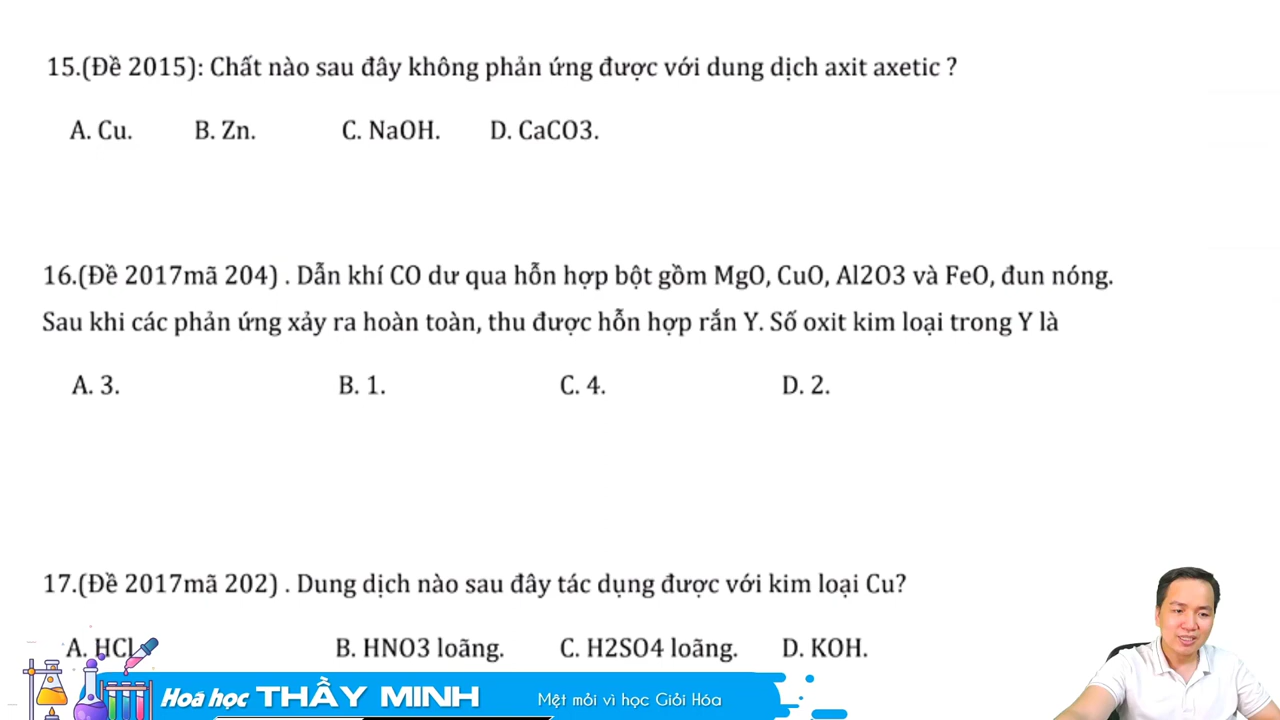 15.(Đề 2015): Chất nào sau đây không phản ứng được với dung dịch axit axetic ?
A. Cu. B. Zn. C. NaOH. D. CaCO3.
16.(Đề 2017mã 204) . Dẫn khí CO dư qua hỗn hợp bột gồm MgO, CuO, Al2O3 và FeO, đun nóng.
Sau khi các phản ứng xảy ra hoàn toàn, thu được hỗn hợp rắn Y. Số oxit kim loại trong Y là
A. 3. B. 1. C. 4. D. 2.
17.(Đề 2017mã 202) . Dung dịch nào sau đây tác dụng được với kim loại Cu?
A. HCl B. HNO3 loãng. C. H2SO4 loãng. D. KOH.
Hoá học THẦY MINH Mệt mỏi vì học Giỏi Hóa